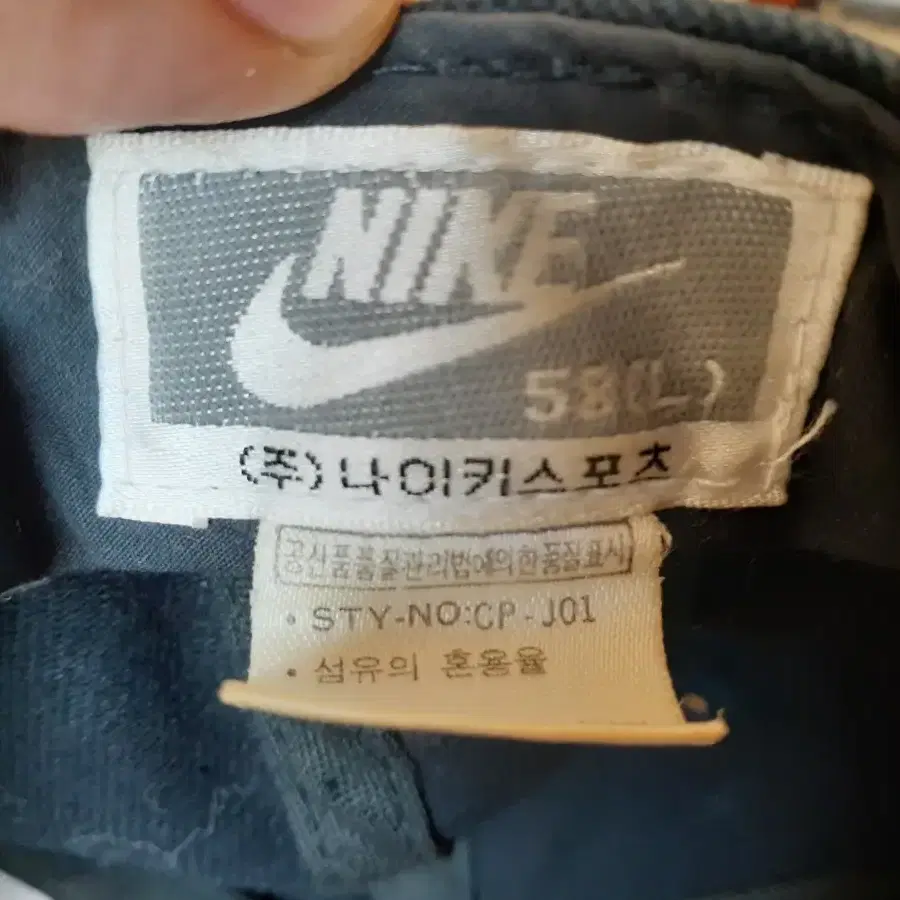 NIKE
58(L)
(주)나이키스포츠
공산품품질관리법에의한품질표시
· STY-NO:CP-J01
· 섬유의 혼용율